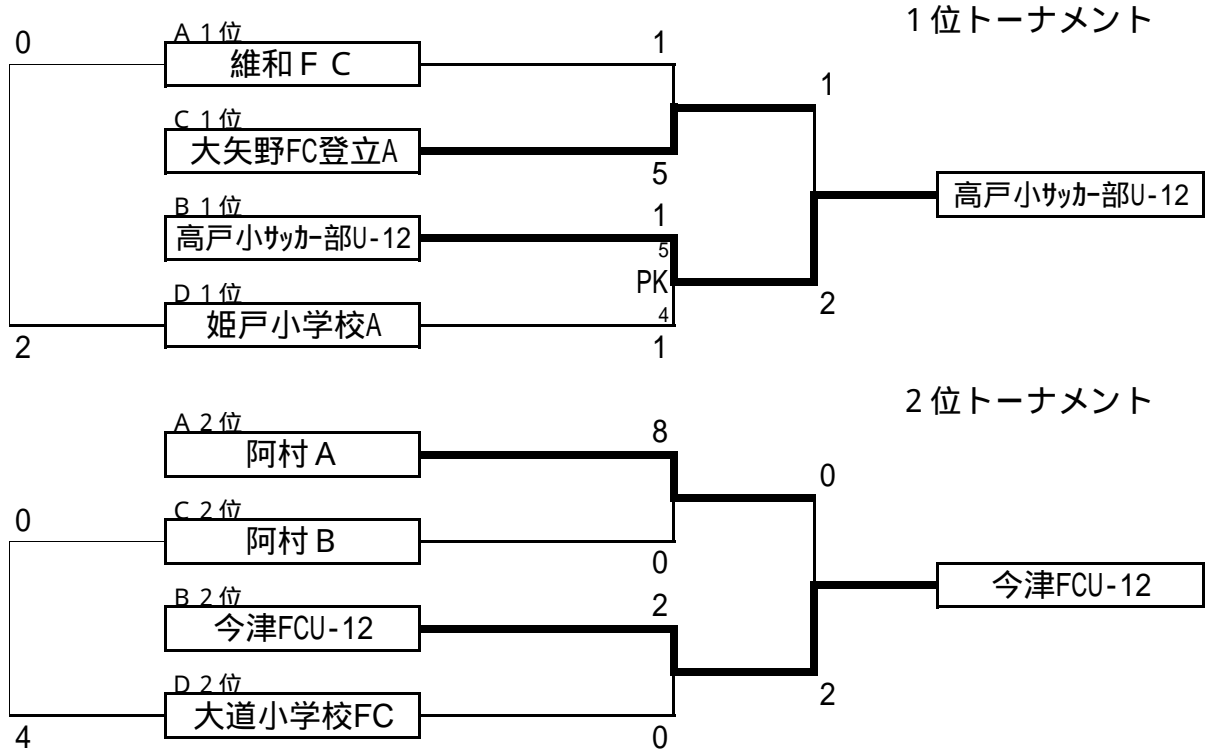 1位トーナメント
0
A 1位
維和ＦＣ
1
1
C 1位
大矢野FC登立A
5
高戸小ｻｯｶｰ部U-12
B 1位
高戸小ｻｯｶｰ部U-12
1
5
PK
D 1位
姫戸小学校A
4
1
2
2
2位トーナメント
A 2位
阿村Ａ
8
0
0
C 2位
阿村Ｂ
0
今津FCU-12
B 2位
今津FCU-12
2
D 2位
大道小学校FC
0
2
4